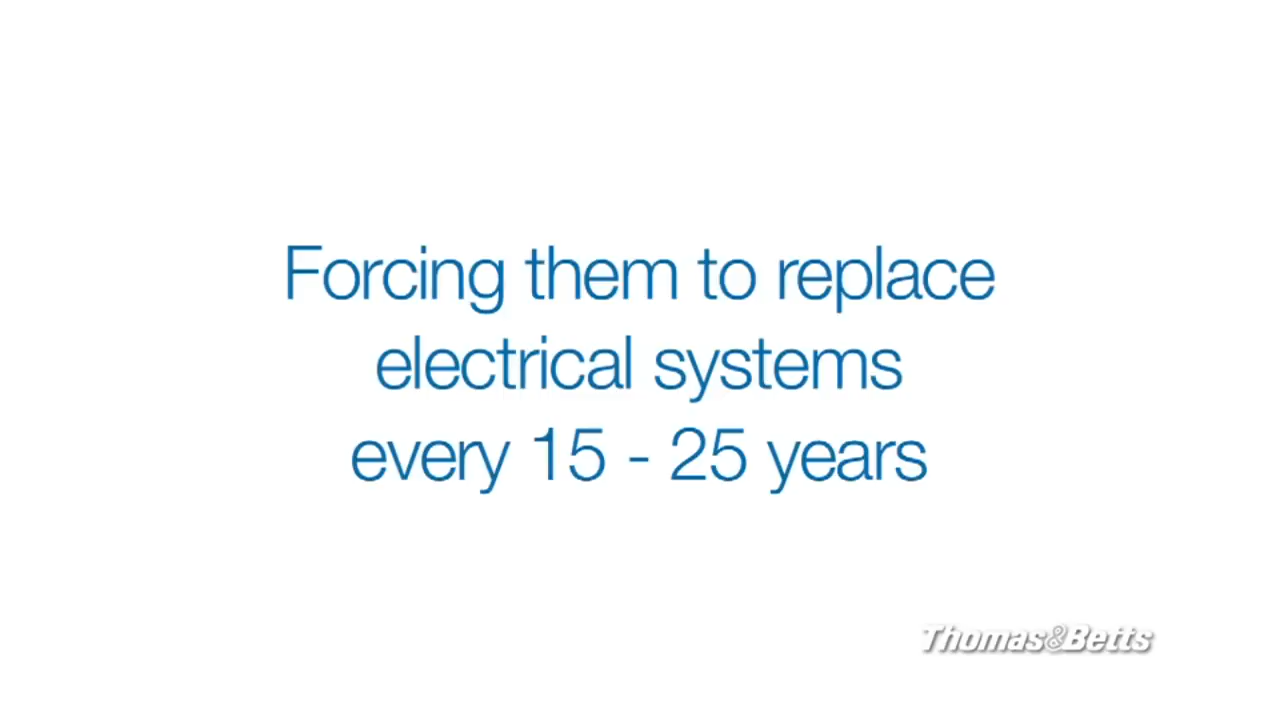 Forcing them to replace
electrical systems
every 15 - 25 years
Thomas&Betts